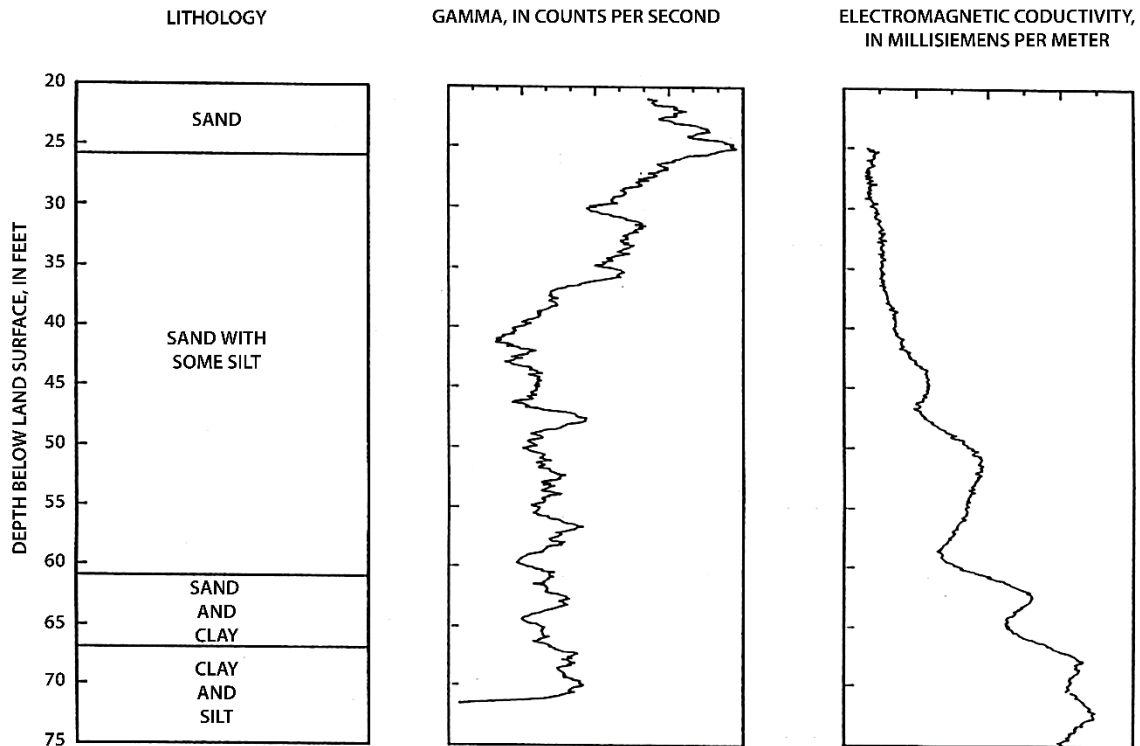 LITHOLOGY
GAMMA, IN COUNTS PER SECOND
ELECTROMAGNETIC CODUCTIVITY,
IN MILLISIEMENS PER METER
DEPTH BELOW LAND SURFACE, IN FEET
20
25
30
35
40
45
50
55
60
65
70
75
SAND
SAND WITH
SOME SILT
SAND
AND
CLAY
CLAY
AND
SILT